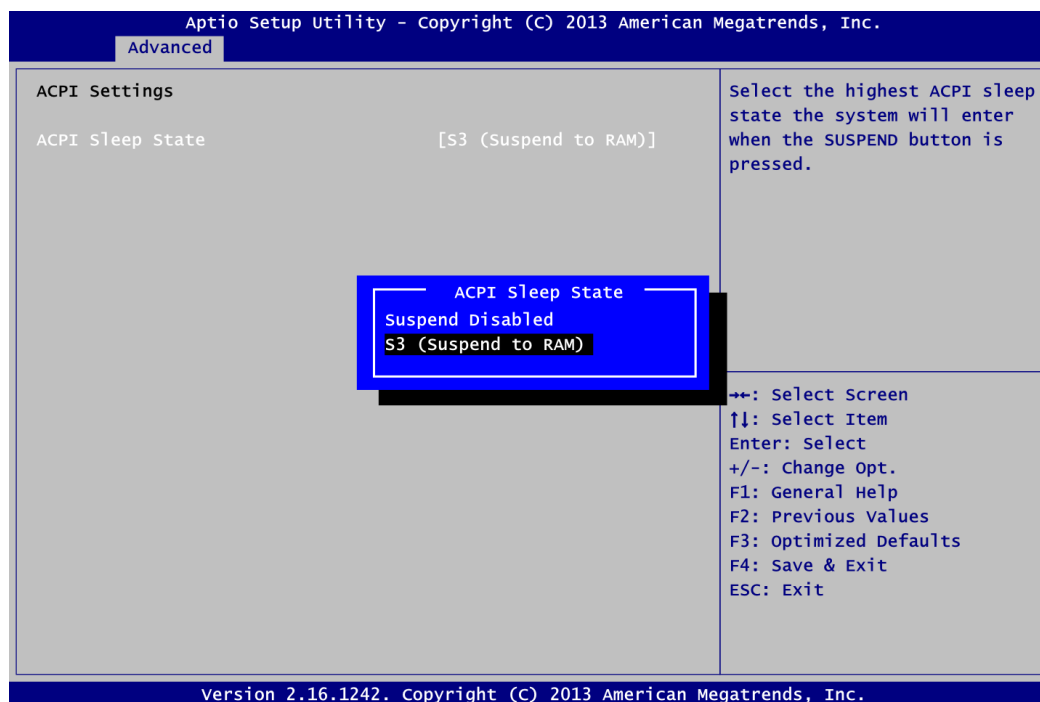 Aptio Setup Utility - Copyright (C) 2013 American Megatrends, Inc.
Advanced
ACPI Settings
ACPI Sleep State [S3 (Suspend to RAM)]
Select the highest ACPI sleep
state the system will enter
when the SUSPEND button is
pressed.
ACPI Sleep State
Suspend Disabled
S3 (Suspend to RAM)
→←: Select Screen
↑↓: Select Item
Enter: Select
+/-: Change Opt.
F1: General Help
F2: Previous Values
F3: Optimized Defaults
F4: Save & Exit
ESC: Exit
Version 2.16.1242. Copyright (C) 2013 American Megatrends, Inc.